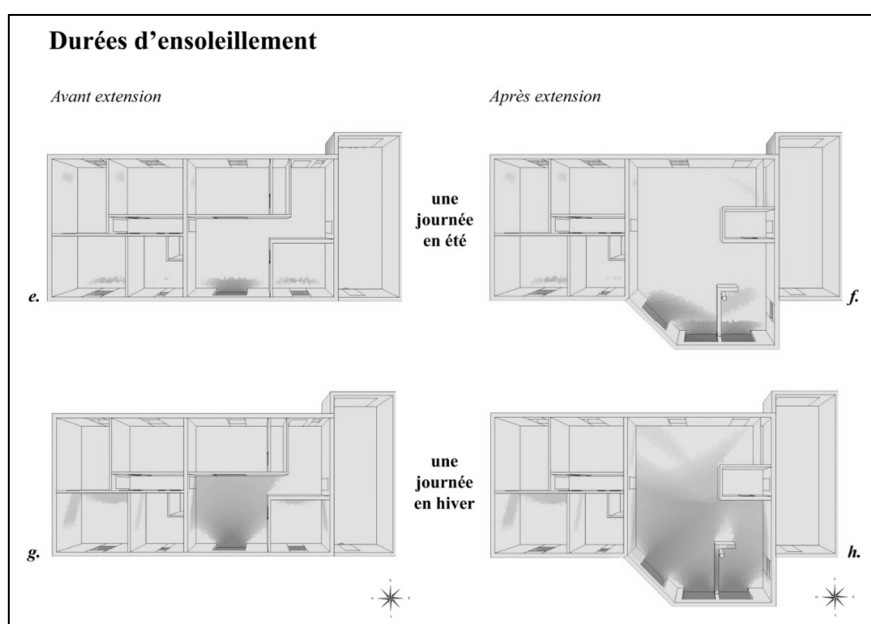 Durées d’ensoleillement
Avant extension
Après extension
une
journée
en été
e.
f.
une
journée
en hiver
g.
h.